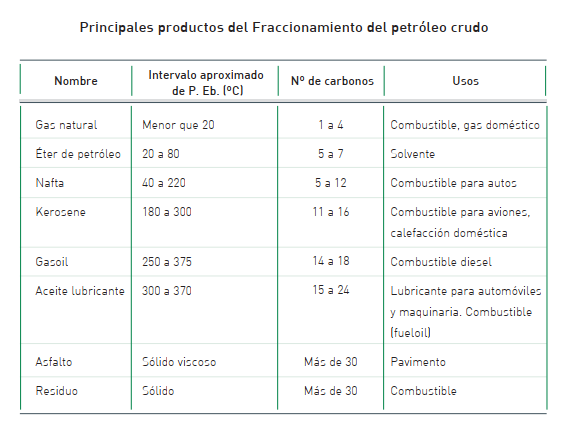 Principales productos del Fraccionamiento del petróleo crudo
Nombre Intervalo aproximado de P. Eb. (ºC) Nº de carbonos Usos
Gas natural Menor que 20 1 a 4 Combustible, gas doméstico
Éter de petróleo 20 a 80 5 a 7 Solvente
Nafta 40 a 220 5 a 12 Combustible para autos
Kerosene 180 a 300 11 a 16 Combustible para aviones,
calefacción doméstica
Gasoil 250 a 375 14 a 18 Combustible diesel
Aceite lubricante 300 a 370 15 a 24 Lubricante para automóviles
y maquinaria. Combustible
(fueloil)
Asfalto Sólido viscoso Más de 30 Pavimento
Residuo Sólido Más de 30 Combustible